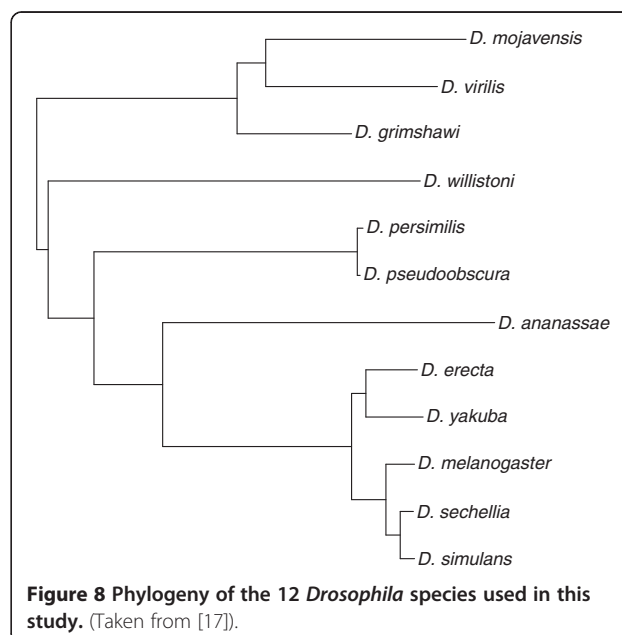 D. mojavensis
D. virilis
D. grimshawi
D. willistoni
D. persimilis
D. pseudoobscura
D. ananassae
D. erecta
D. yakuba
D. melanogaster
D. sechellia
D. simulans
Figure 8 Phylogeny of the 12 Drosophila species used in this
study. (Taken from [17]).